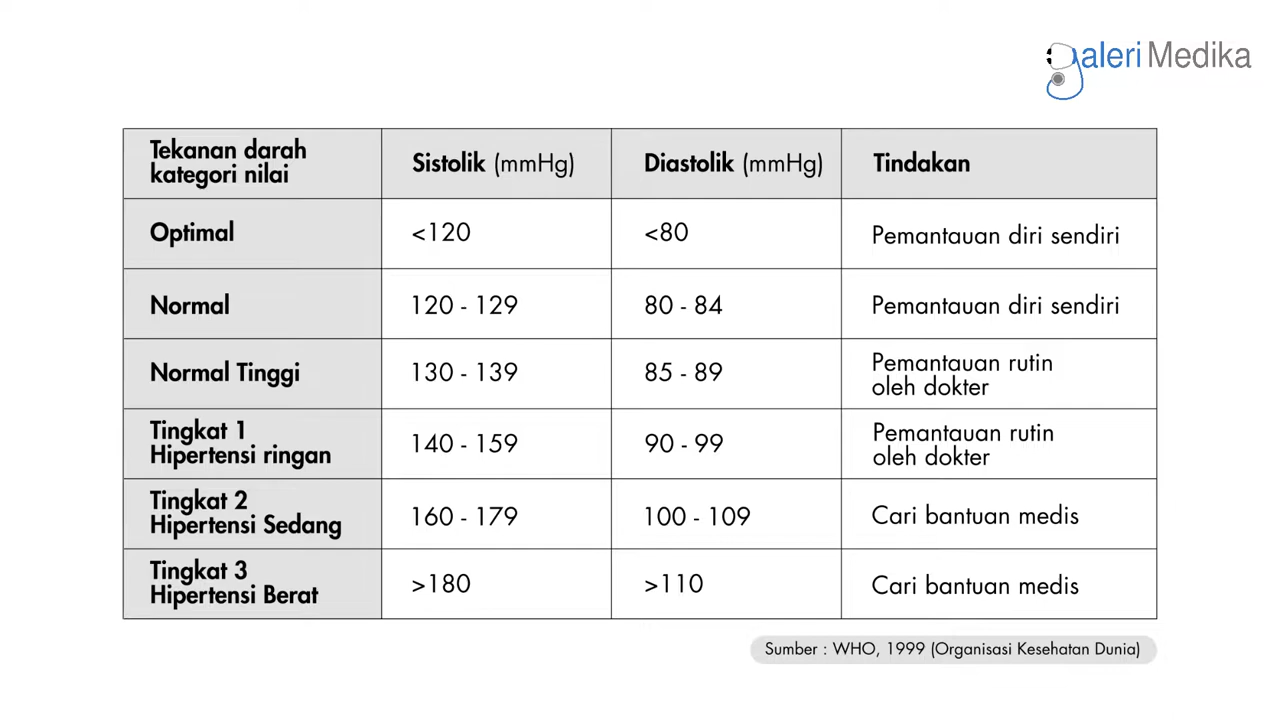 galeri Medika
Tekanan darah
kategori nilai
Sistolik (mmHg)
Diastolik (mmHg)
Tindakan
Optimal
<120
<80
Pemantauan diri sendiri
Normal
120 - 129
80 - 84
Pemantauan diri sendiri
Normal Tinggi
130 - 139
85 - 89
Pemantauan rutin
oleh dokter
Tingkat 1
Hipertensi ringan
140 - 159
90 - 99
Pemantauan rutin
oleh dokter
Tingkat 2
Hipertensi Sedang
160 - 179
100 - 109
Cari bantuan medis
Tingkat 3
Hipertensi Berat
>180
>110
Cari bantuan medis
Sumber : WHO, 1999 (Organisasi Kesehatan Dunia)